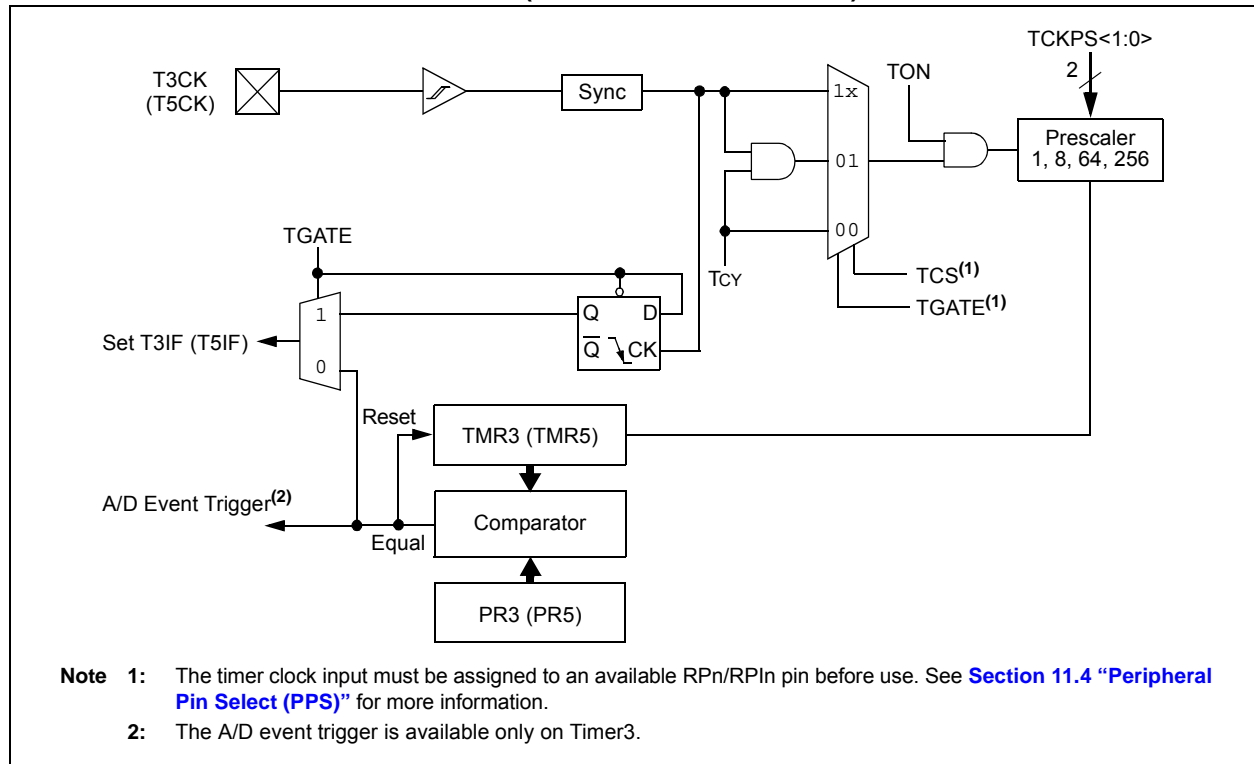 TCKPS<1:0>
2
T3CK
(T5CK)
Sync
TON
1x
01
00
Prescaler
1, 8, 64, 256
TGATE
TCY
TCS(1)
TGATE(1)
1
0
Q
D
Q
CK
Set T3IF (T5IF)
Reset
TMR3 (TMR5)
A/D Event Trigger(2)
Equal
Comparator
PR3 (PR5)
Note 1: The timer clock input must be assigned to an available RPn/RPIn pin before use. See Section 11.4 “Peripheral
Pin Select (PPS)” for more information.
2: The A/D event trigger is available only on Timer3.